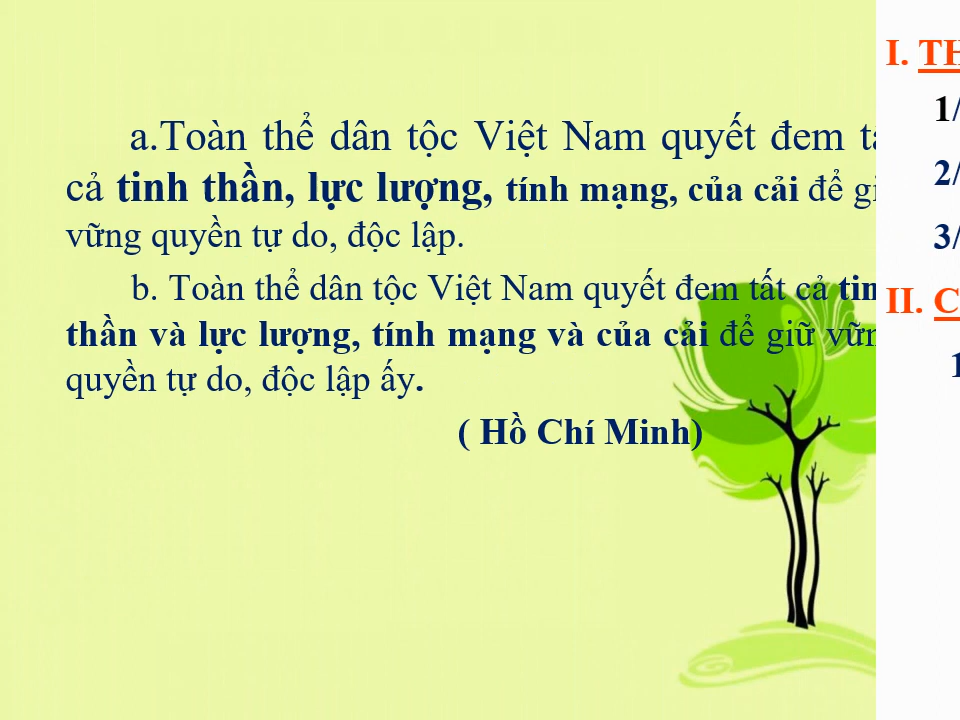 a.Toàn thể dân tộc Việt Nam quyết đem
cả tinh thần, lực lượng, tính mạng, của cải để
vững quyền tự do, độc lập.
b. Toàn thể dân tộc Việt Nam quyết đem tất cả
thần và lực lượng, tính mạng và của cải để giữ
quyền tự do, độc lập ấy.
( Hồ Chí Minh)
I. TH
1/
2/
3/
II. C
1